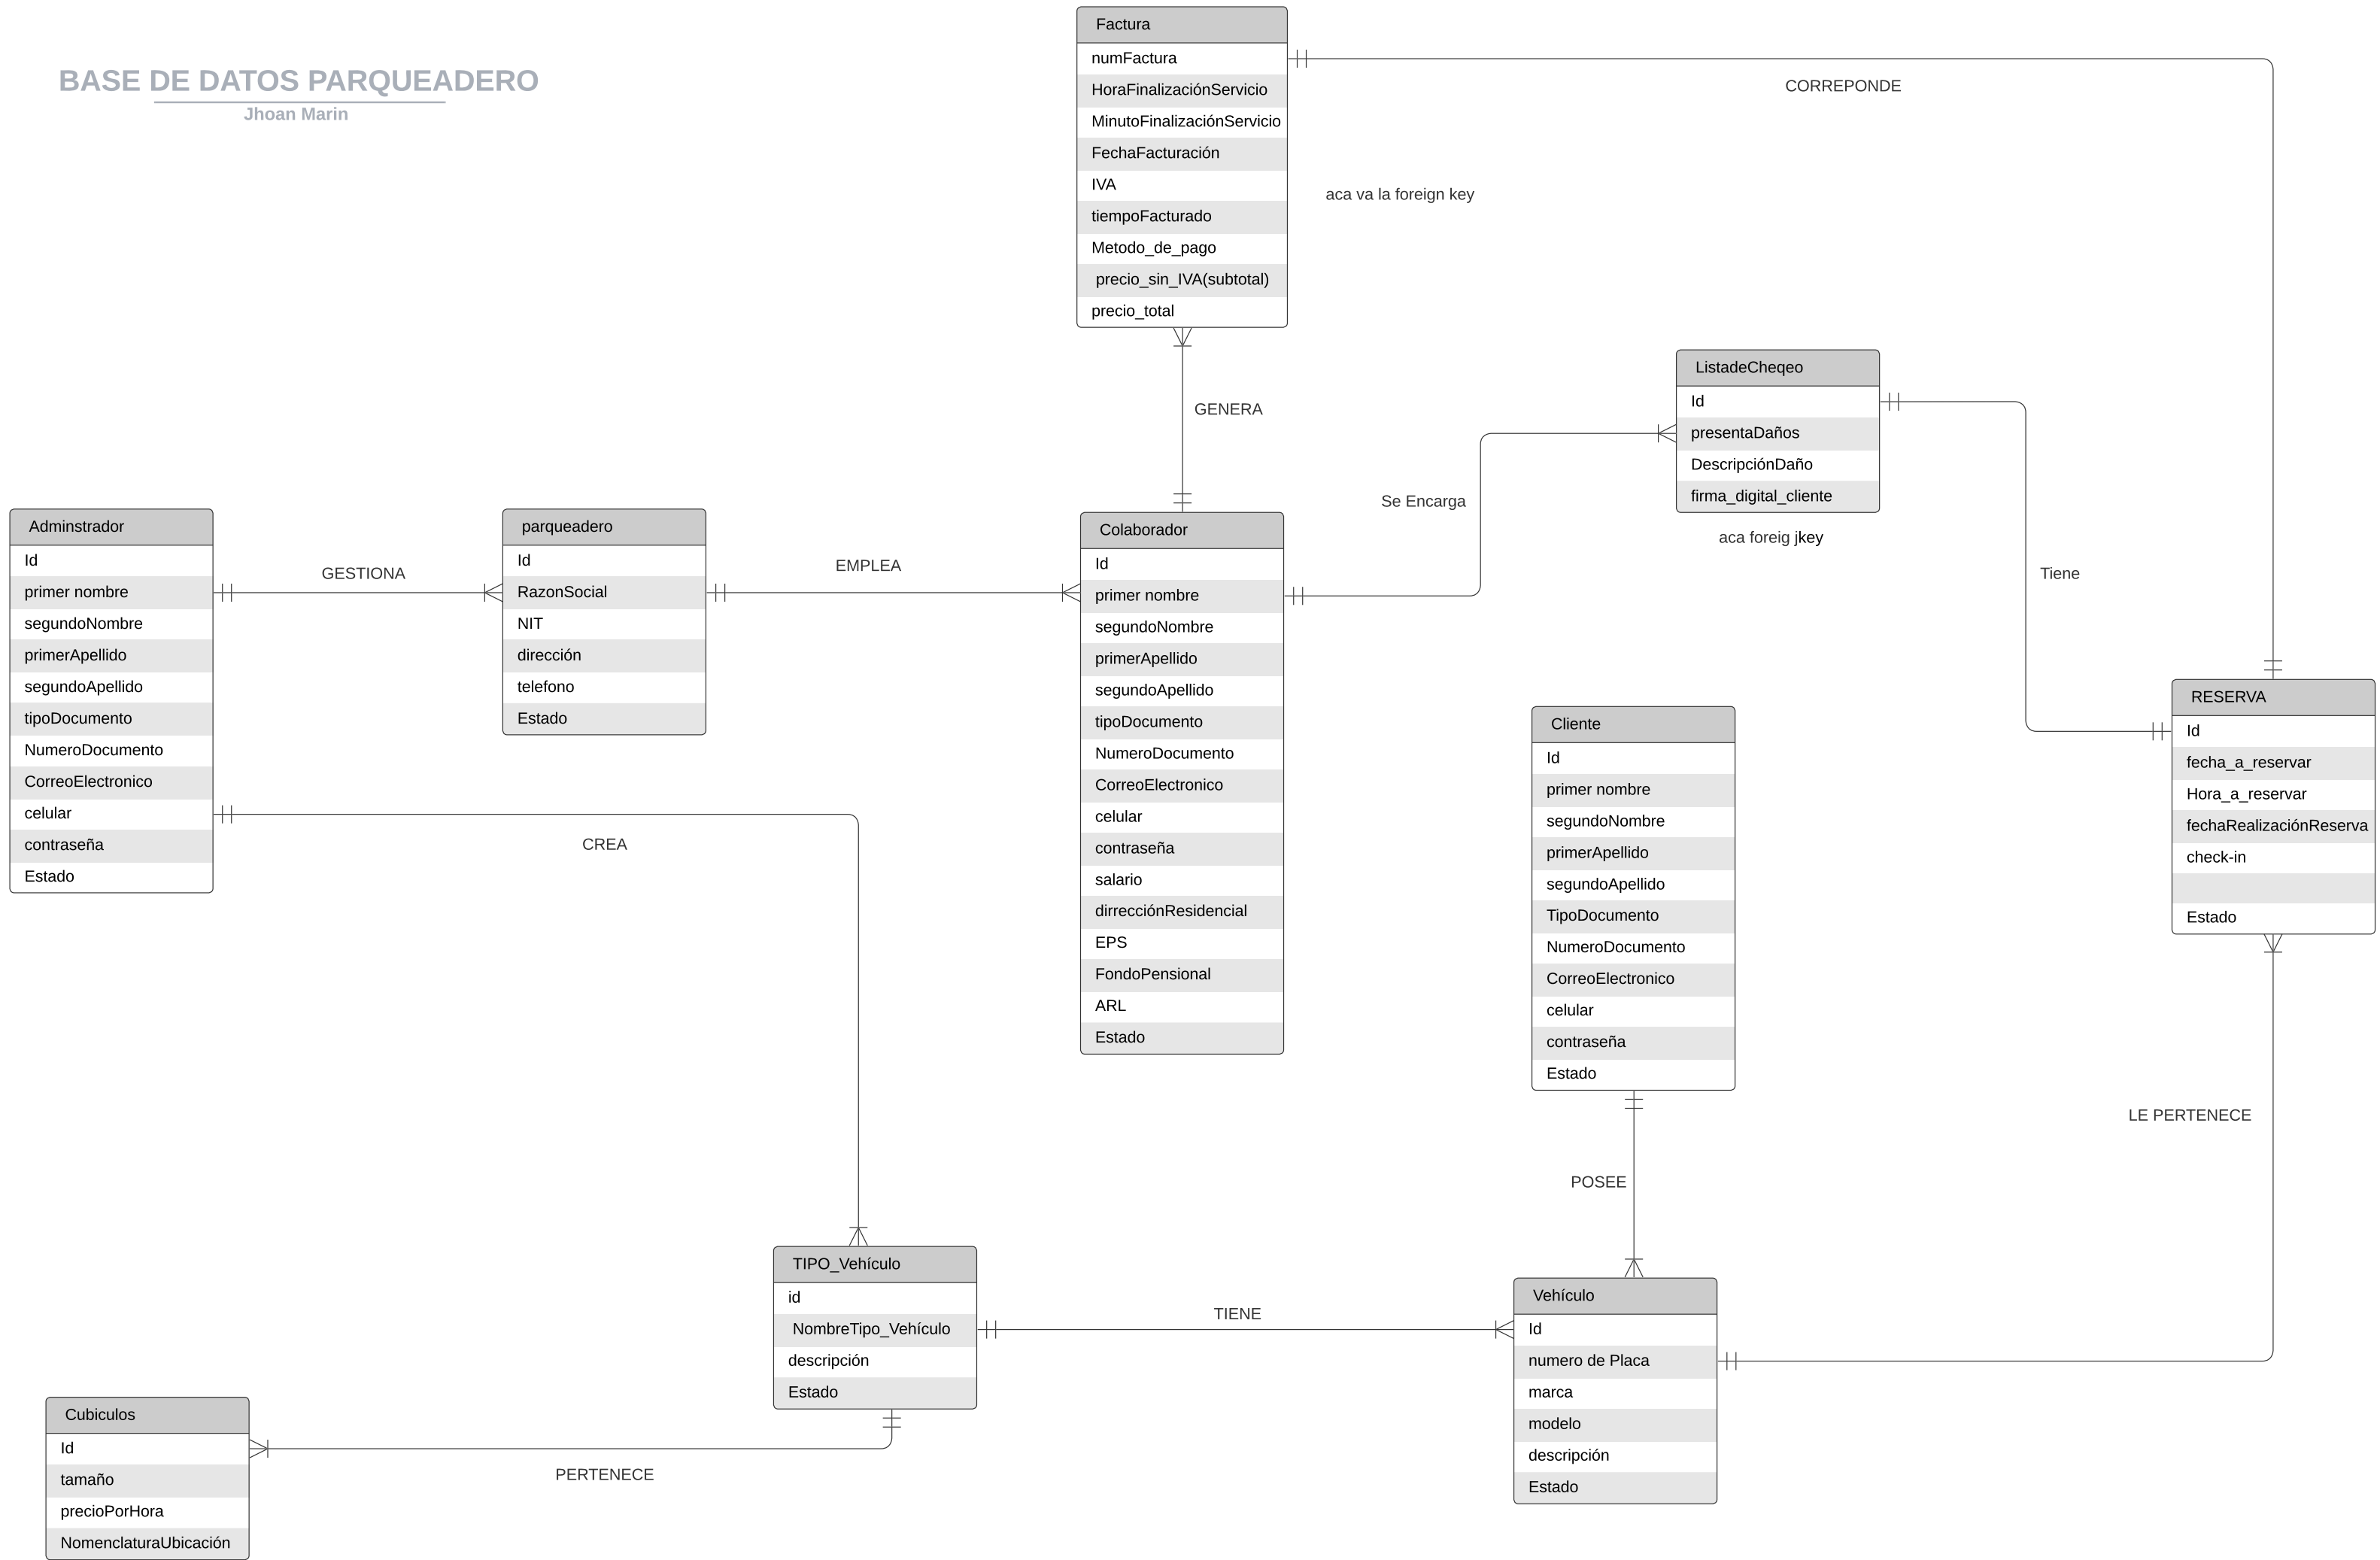 BASE DE DATOS PARQUEADERO
Jhoan Marin
Factura
numFactura
HoraFinalizaciónServicio
MinutoFinalizaciónServicio
FechaFacturación
IVA
tiempoFacturado
Metodo_de_pago
precio_sin_IVA(subtotal)
precio_total
CORREPONDE
aca va la foreign key
GENERA
ListadeCheqeo
Id
presentaDaños
DescripciónDaño
firma_digital_cliente
aca foreig jkey
Se Encarga
Tiene
Adminstrador
Id
primer nombre
segundoNombre
primerApellido
segundoApellido
tipoDocumento
NumeroDocumento
CorreoElectronico
celular
contraseña
Estado
GESTIONA
parqueadero
Id
RazonSocial
NIT
dirección
telefono
Estado
EMPLEA
Colaborador
Id
primer nombre
segundoNombre
primerApellido
segundoApellido
tipoDocumento
NumeroDocumento
CorreoElectronico
celular
contraseña
salario
dirrecciónResidencial
EPS
FondoPensional
ARL
Estado
Cliente
Id
primer nombre
segundoNombre
primerApellido
segundoApellido
TipoDocumento
NumeroDocumento
CorreoElectronico
celular
contraseña
Estado
RESERVA
Id
fecha_a_reservar
Hora_a_reservar
fechaRealizaciónReserva
check-in
Estado
CREA
LE PERTENECE
POSEE
TIPO_Vehículo
id
NombreTipo_Vehículo
descripción
Estado
TIENE
Vehículo
Id
numero de Placa
marca
modelo
descripción
Estado
Cubiculos
Id
tamaño
precioPorHora
NomenclaturaUbicación
PERTENECE